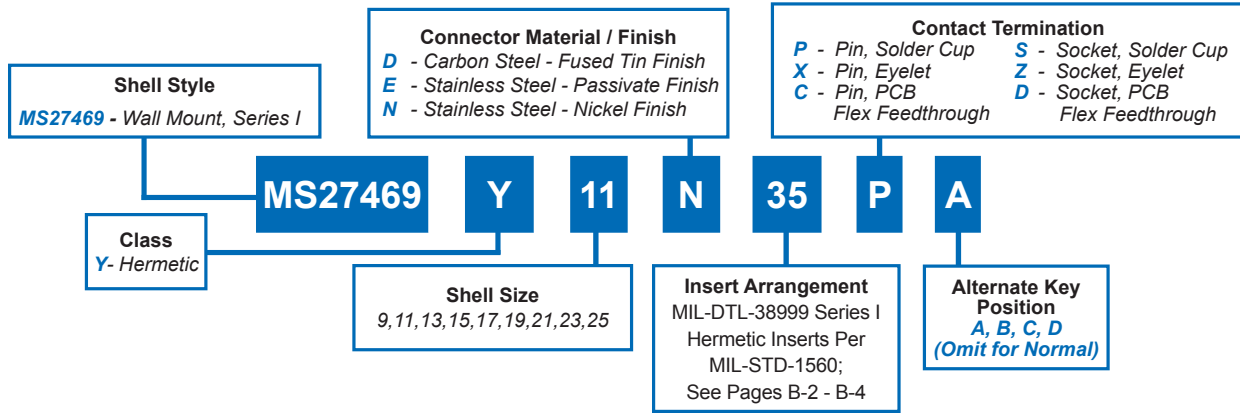 Shell Style
MS27469 - Wall Mount, Series I
Connector Material / Finish
D - Carbon Steel - Fused Tin Finish
E - Stainless Steel - Passivate Finish
N - Stainless Steel - Nickel Finish
Contact Termination
P - Pin, Solder Cup
X - Pin, Eyelet
C - Pin, PCB
Flex Feedthrough
S - Socket, Solder Cup
Z - Socket, Eyelet
D - Socket, PCB
Flex Feedthrough
MS27469 Y 11 N 35 P A
Class
Y- Hermetic
Shell Size
9,11,13,15,17,19,21,23,25
Insert Arrangement
MIL-DTL-38999 Series I
Hermetic Inserts Per
MIL-STD-1560;
See Pages B-2 - B-4
Alternate Key
Position
A, B, C, D
(Omit for Normal)